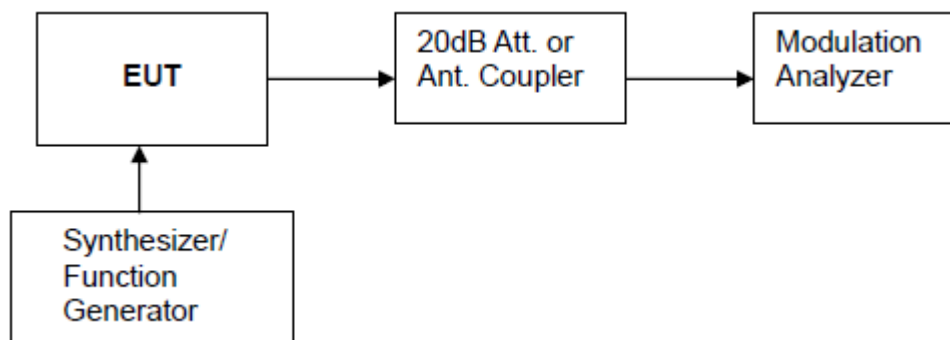 EUT
20dB Att. or
Ant. Coupler
Modulation
Analyzer
Synthesizer/
Function
Generator